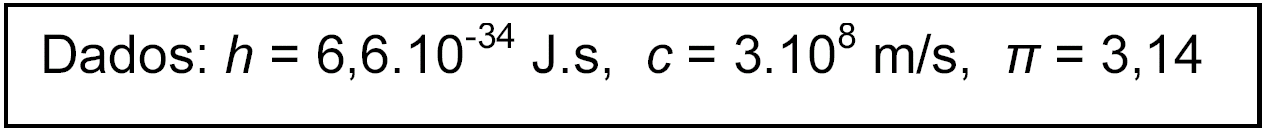 Dados: h = 6,6.10⁻³⁴ J.s, c = 3.10⁸ m/s, π = 3,14